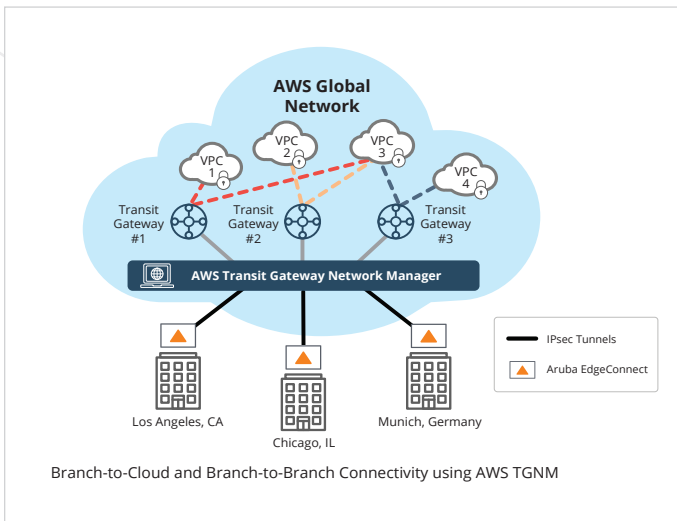 AWS Global
Network
VPC
1
VPC
2
VPC
3
VPC
4
Transit
Gateway
#1
Transit
Gateway
#2
Transit
Gateway
#3
AWS Transit Gateway Network Manager
IPsec Tunnels
Aruba EdgeConnect
Los Angeles, CA
Chicago, IL
Munich, Germany
Branch-to-Cloud and Branch-to-Branch Connectivity using AWS TGNM